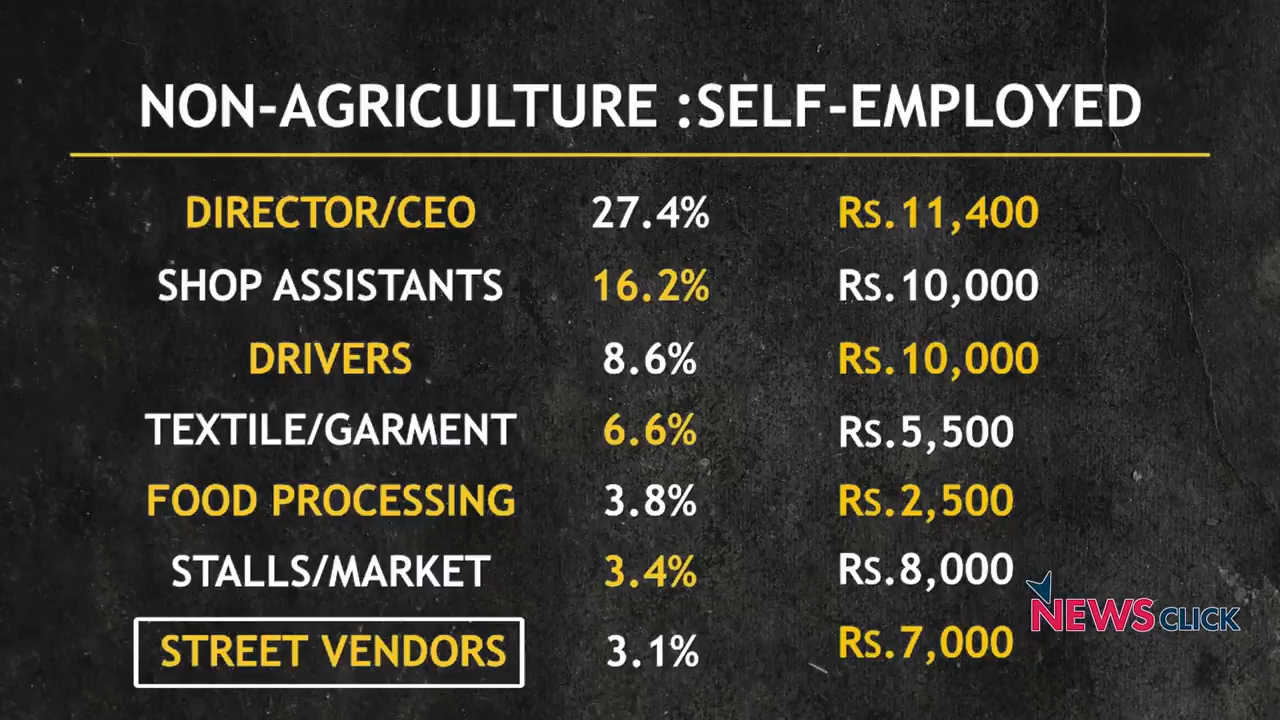 NON-AGRICULTURE :SELF-EMPLOYED
DIRECTOR/CEO 27.4% Rs.11,400
SHOP ASSISTANTS 16.2% Rs.10,000
DRIVERS 8.6% Rs.10,000
TEXTILE/GARMENT 6.6% Rs.5,500
FOOD PROCESSING 3.8% Rs.2,500
STALLS/MARKET 3.4% Rs.8,000
STREET VENDORS 3.1% Rs.7,000
NEWSCLICK